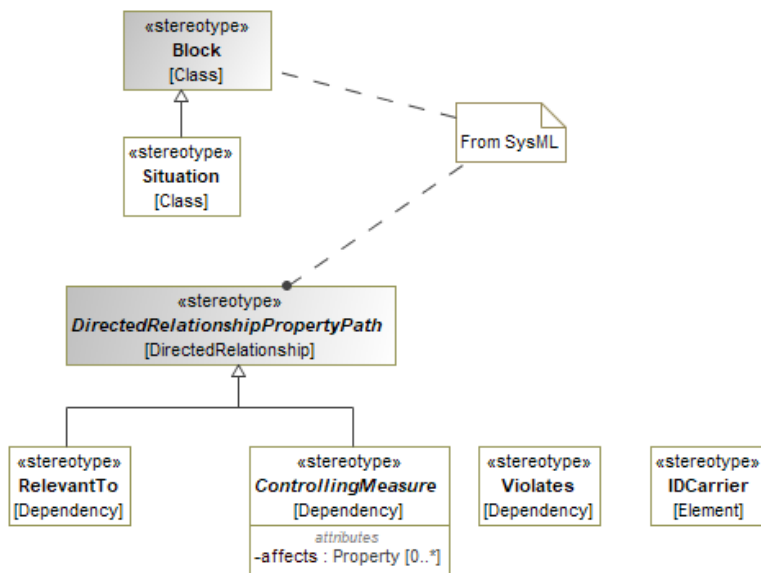 «stereotype»
Block
[Class]
From SysML
«stereotype»
Situation
[Class]
«stereotype»
DirectedRelationshipPropertyPath
[DirectedRelationship]
«stereotype»
RelevantTo
[Dependency]
«stereotype»
ControllingMeasure
[Dependency]
attributes
-affects : Property [0..*]
«stereotype»
Violates
[Dependency]
«stereotype»
IDCarrier
[Element]